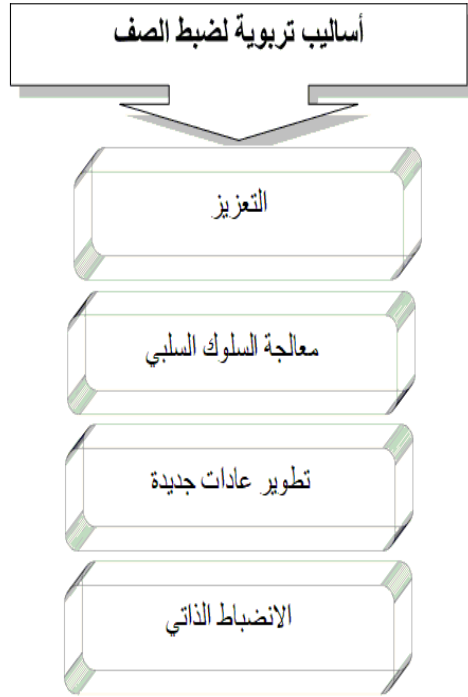 أساليب تربوية لضبط الصف
التعزيز
معالجة السلوك السلبي
تطوير عادات جديدة
الانضباط الذاتي